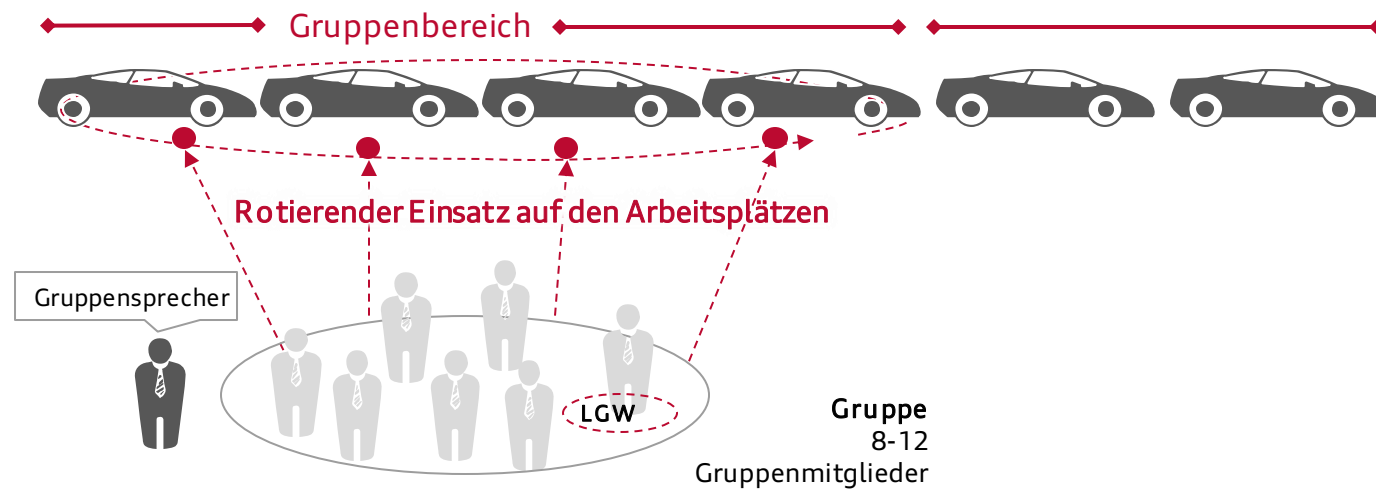 Gruppenbereich
Rotierender Einsatz auf den Arbeitsplätzen
Gruppensprecher
LGW
Gruppe
8-12
Gruppenmitglieder